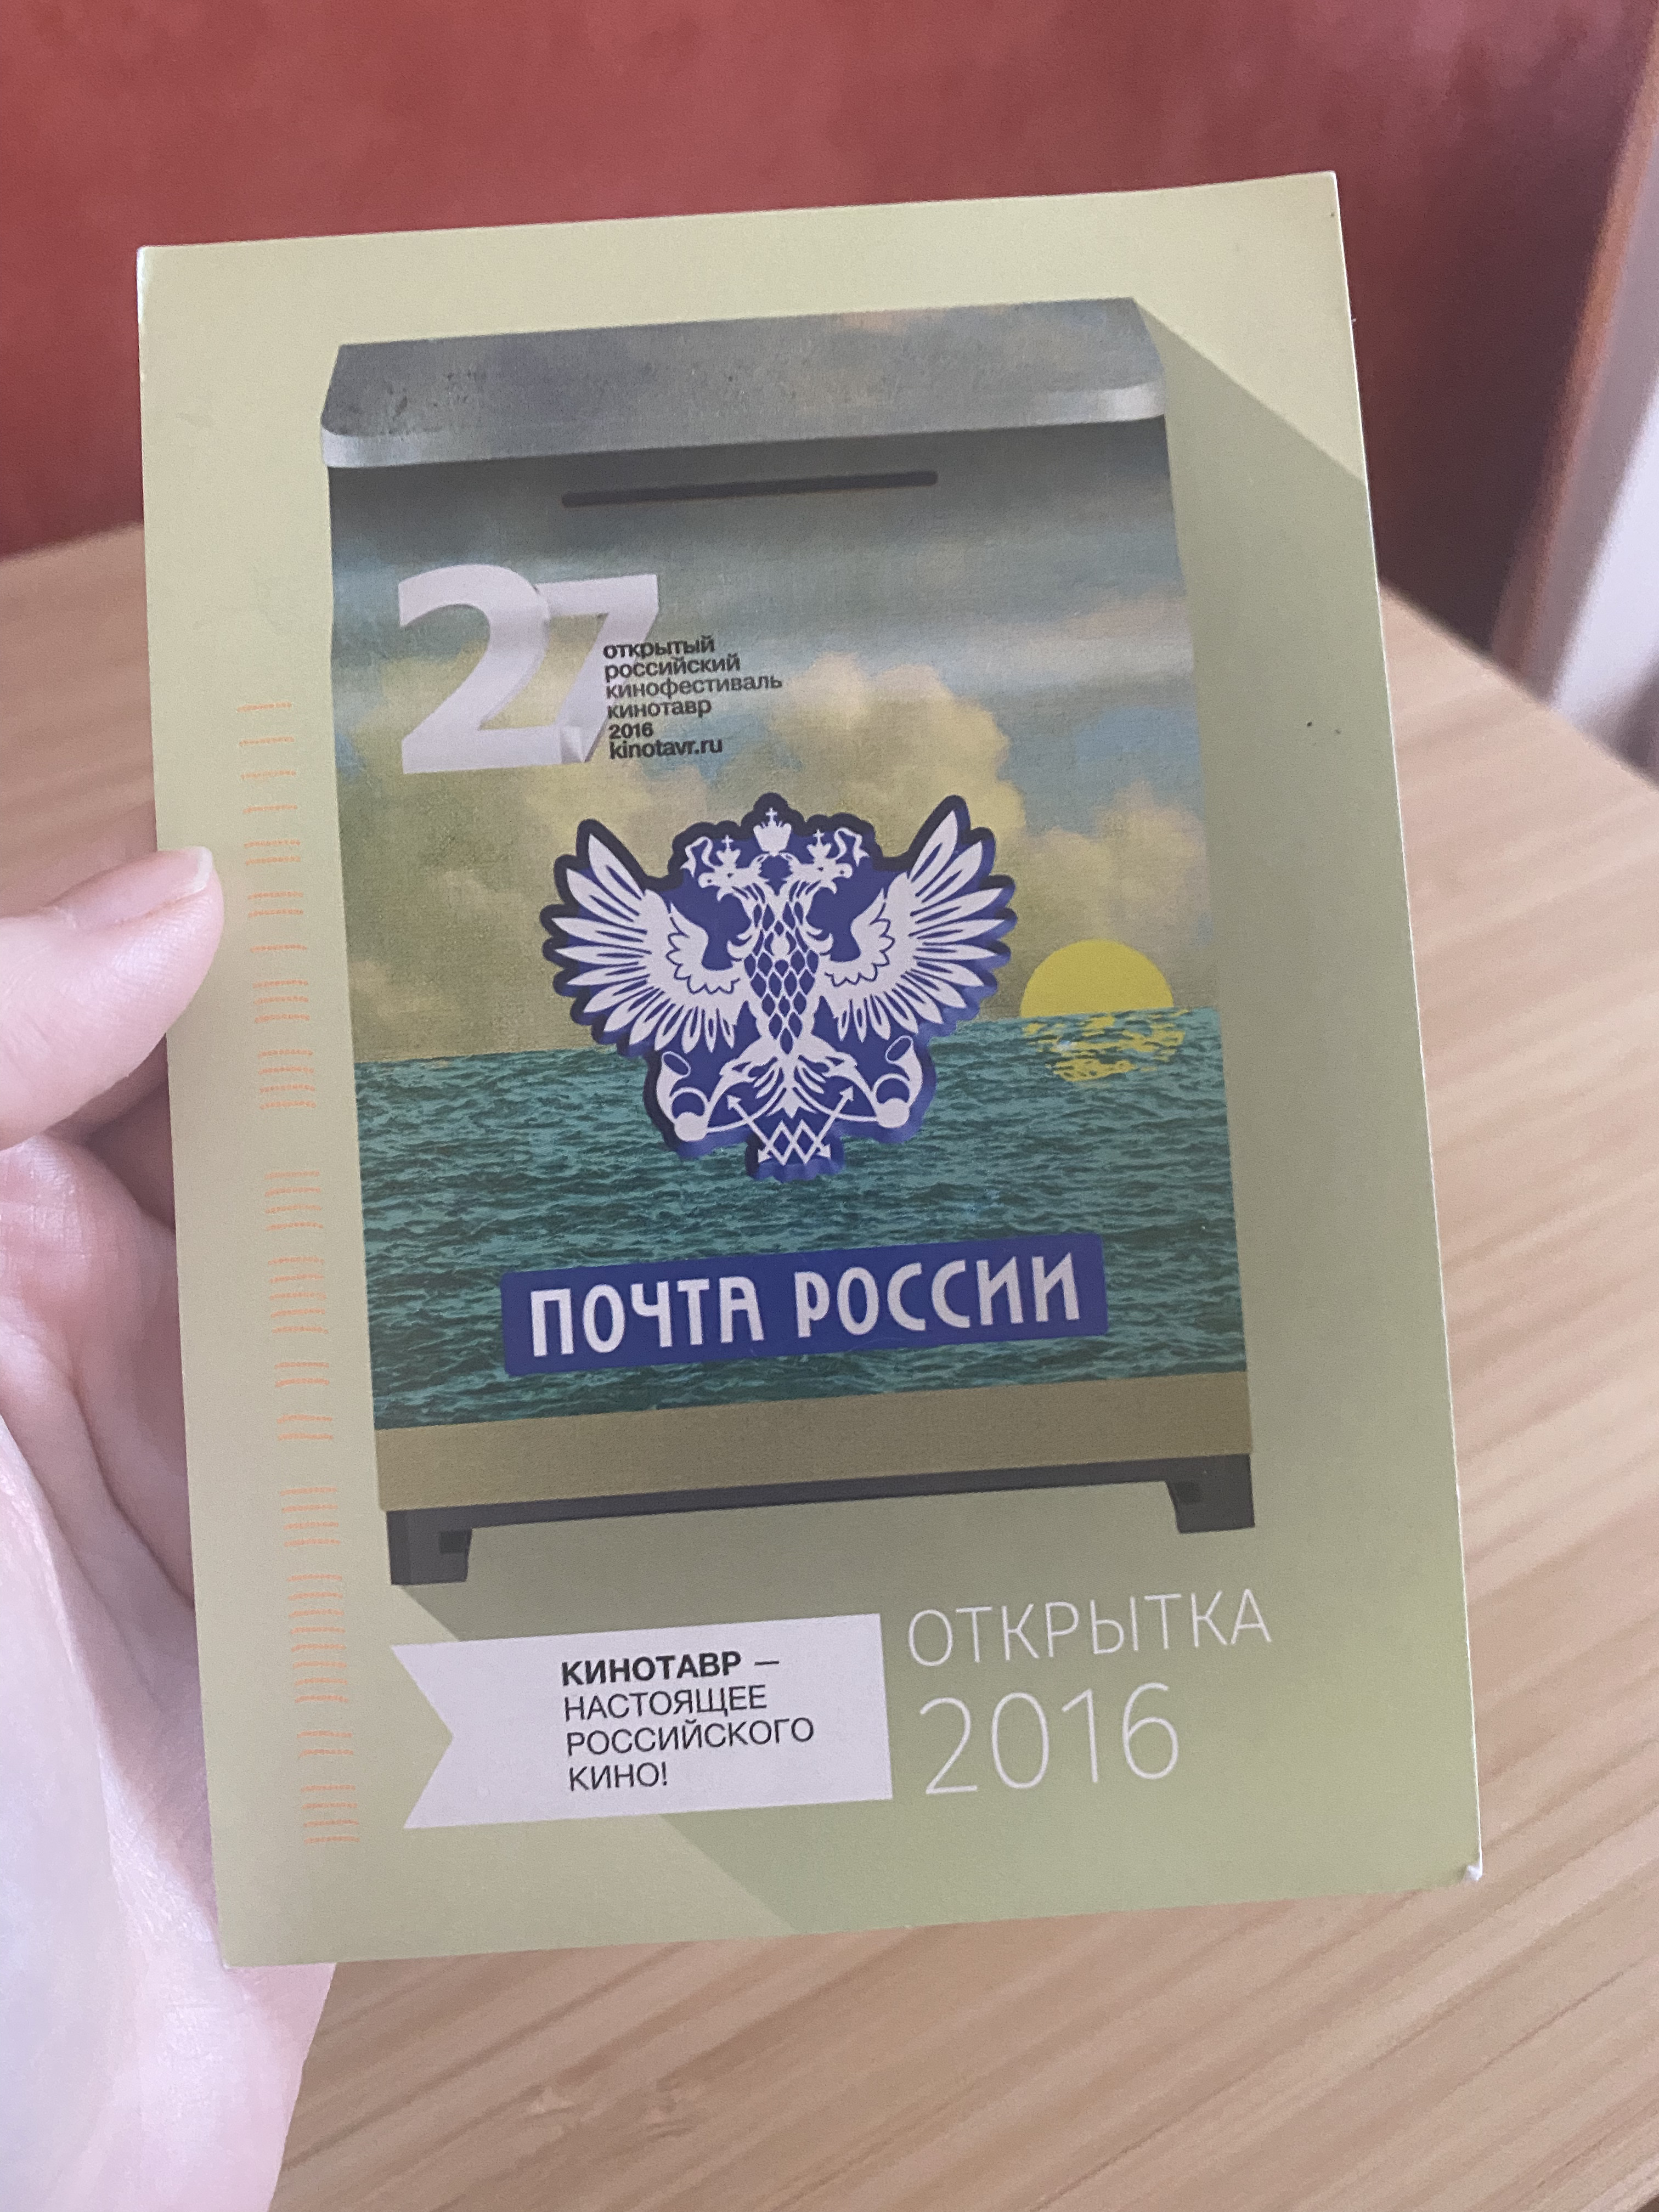 27
открытый
российский
кинофестиваль
кинотавр
2016
kinotavr.ru
ПОЧТА РОССИИ
КИНОТАВР —
НАСТОЯЩЕЕ
РОССИЙСКОГО
КИНО!
ОТКРЫТКА
2016